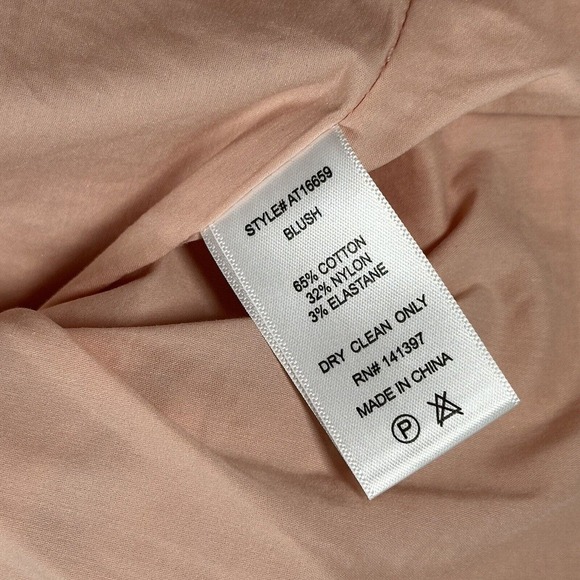 STYLE# AT16659
BLUSH
65% COTTON
32% NYLON
3% ELASTANE
DRY CLEAN ONLY
RN# 141397
MADE IN CHINA
P